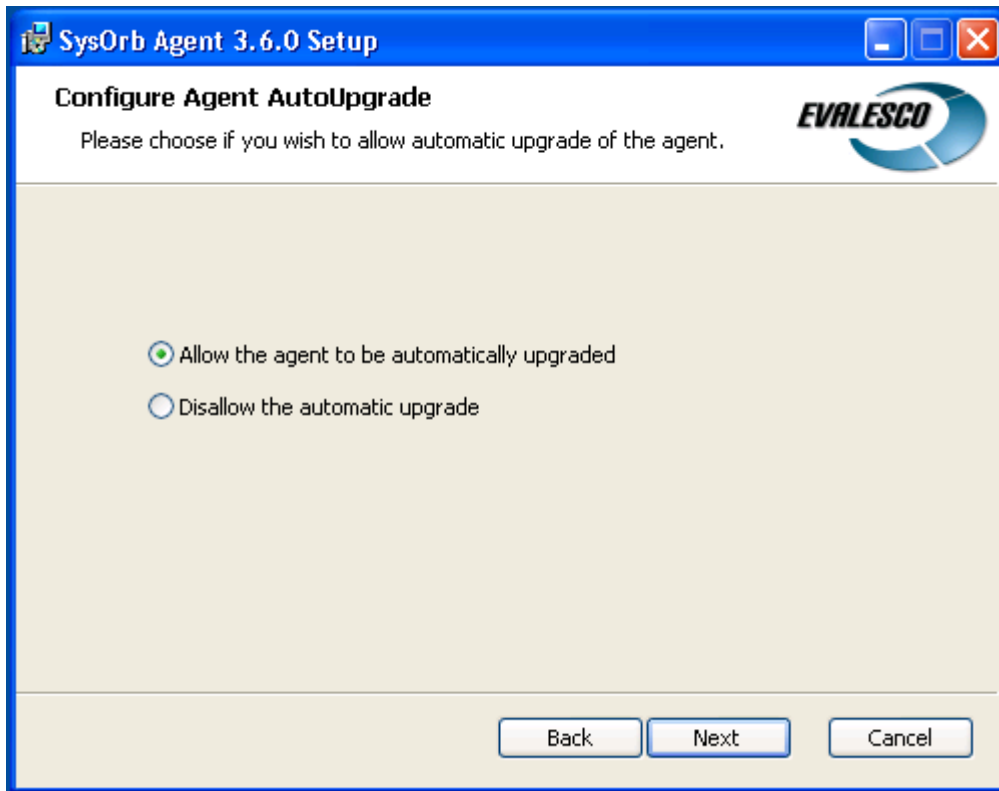 SysOrb Agent 3.6.0 Setup
Configure Agent AutoUpgrade
Please choose if you wish to allow automatic upgrade of the agent.
EVALESCO
Allow the agent to be automatically upgraded
Disallow the automatic upgrade
Back
Next
Cancel